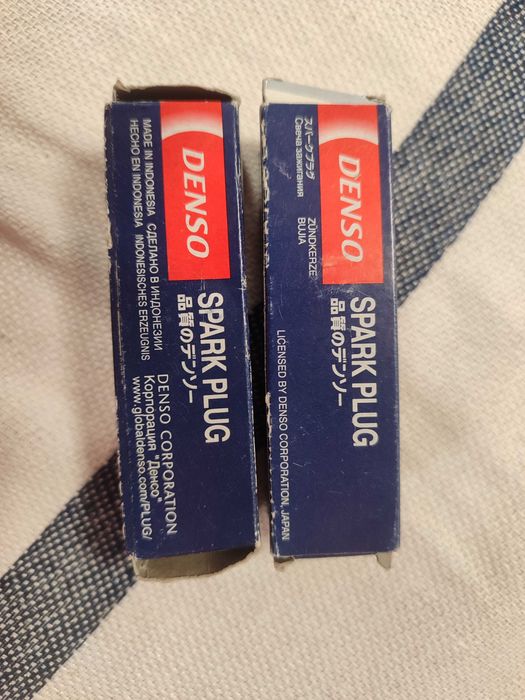 DENSO
SPARK PLUG
品質のデンソー
MADE IN INDONESIA СДЕЛАНО В ИНДОНЕЗИИ
HECHO EN INDONESIA INDONESISCHES ERZEUGNIS
DENSO CORPORATION
Корпорация "Денсо"
www.globaldenso.com/PLUG/
DENSO
SPARK PLUG
品質のデンソー
スパークプラグ ZÜNDKERZE
Свеча зажигания BUJIA
LICENSED BY DENSO CORPORATION, JAPAN